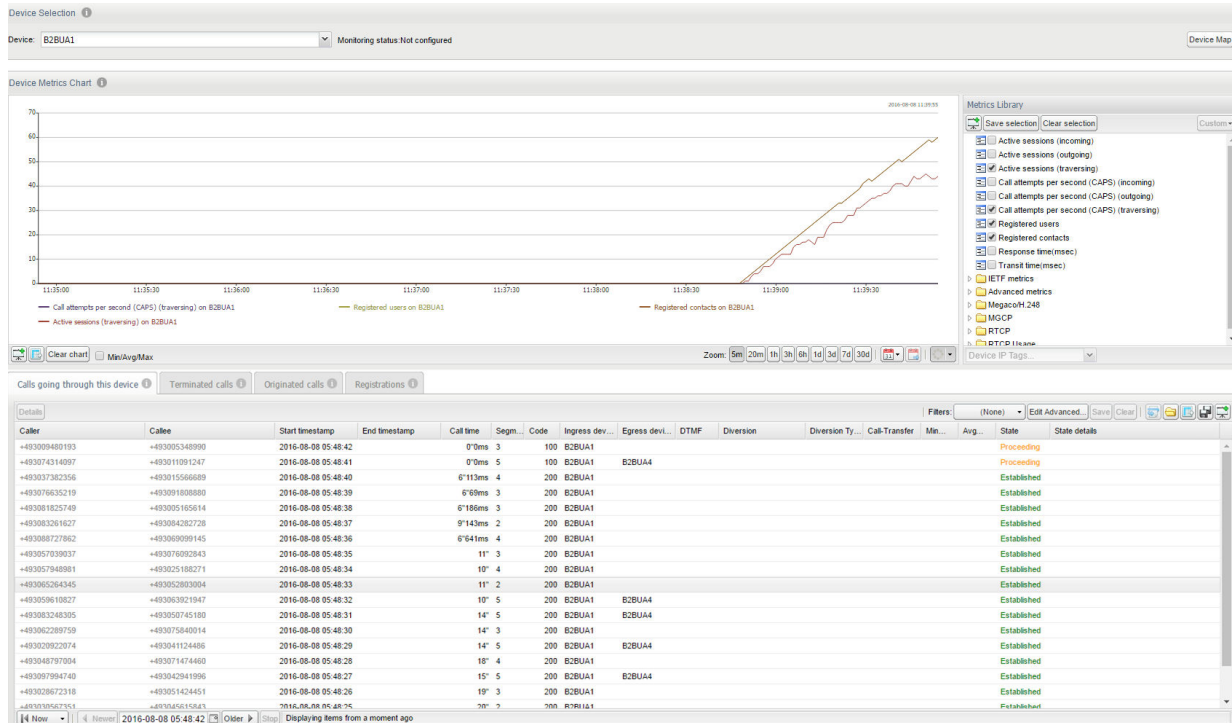 Device Selection
Device: B2BUA1 Monitoring status:Not configured Device Map
Device Metrics Chart
2016-08-08 11:39:55
70
60
50
40
30
20
10
0
11:35:00 11:35:30 11:36:00 11:36:30 11:37:00 11:37:30 11:38:00 11:38:30 11:39:00 11:39:30
Call attempts per second (CAPS) (traversing) on B2BUA1 Registered users on B2BUA1 Registered contacts on B2BUA1
Active sessions (traversing) on B2BUA1
Clear chart Min/Avg/Max Zoom: 5m 20m 1h 3h 6h 1d 3d 7d 30d
Metrics Library
Save selection Clear selection Custom
Active sessions (incoming)
Active sessions (outgoing)
Active sessions (traversing)
Call attempts per second (CAPS) (incoming)
Call attempts per second (CAPS) (outgoing)
Call attempts per second (CAPS) (traversing)
Registered users
Registered contacts
Response time(msec)
Transit time(msec)
IETF metrics
Advanced metrics
Megaco/H.248
MGCP
RTCP
RTCP Usage
Device IP Tags...
Calls going through this device Terminated calls Originated calls Registrations
Details Filters: (None) Edit Advanced... Save Clear
Caller Callee Start timestamp End timestamp Call time Segm... Code Ingress dev... Egress devi... DTMF Diversion Diversion Ty... Call-Transfer Min... Avg... State State details
+493009480193 +493005348990 2016-08-08 05:48:42 0"0ms 3 100 B2BUA1 Proceeding
+493074314097 +493011091247 2016-08-08 05:48:41 0"0ms 5 100 B2BUA1 B2BUA4 Proceeding
+493037382356 +493015566689 2016-08-08 05:48:40 6"113ms 4 200 B2BUA1 Established
+493076635219 +493091808880 2016-08-08 05:48:39 6"69ms 3 200 B2BUA1 Established
+493081825749 +493005165614 2016-08-08 05:48:38 6"186ms 3 200 B2BUA1 Established
+493083261627 +493084282728 2016-08-08 05:48:37 9"143ms 2 200 B2BUA1 Established
+493088727862 +493069099145 2016-08-08 05:48:36 6"641ms 4 200 B2BUA1 Established
+493057039037 +493076092843 2016-08-08 05:48:35 11" 3 200 B2BUA1 Established
+493057948981 +493025188271 2016-08-08 05:48:34 10" 4 200 B2BUA1 Established
+493065264345 +493052803004 2016-08-08 05:48:33 11" 2 200 B2BUA1 Established
+493059610827 +493063921947 2016-08-08 05:48:32 10" 5 200 B2BUA1 B2BUA4 Established
+493083248305 +493050745180 2016-08-08 05:48:31 14" 5 200 B2BUA1 B2BUA4 Established
+493062289759 +493075840014 2016-08-08 05:48:30 14" 3 200 B2BUA1 Established
+493020922074 +493041124486 2016-08-08 05:48:29 14" 5 200 B2BUA1 B2BUA4 Established
+493048797004 +493071474460 2016-08-08 05:48:28 18" 4 200 B2BUA1 Established
+493097994740 +493042941996 2016-08-08 05:48:27 15" 5 200 B2BUA1 B2BUA4 Established
+493028672318 +493051424451 2016-08-08 05:48:26 19" 3 200 B2BUA1 Established
+493030567351 +493045615843 2016-08-08 05:48:25 20" 2 200 B2BUA1 Established
Now Newer 2016-08-08 05:48:42 Older Stop Displaying items from a moment ago